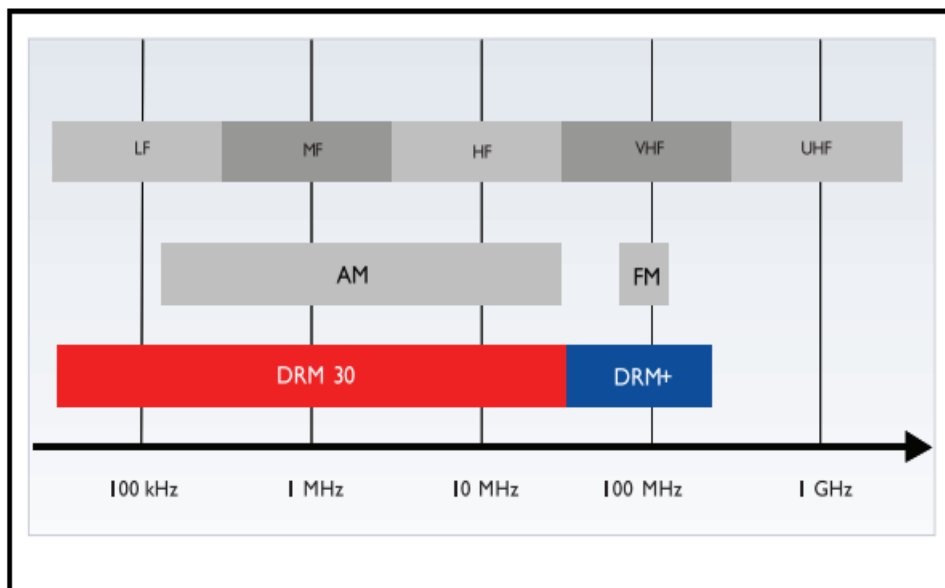 LF MF HF VHF UHF
AM FM
DRM 30 DRM+
100 kHz 1 MHz 10 MHz 100 MHz 1 GHz